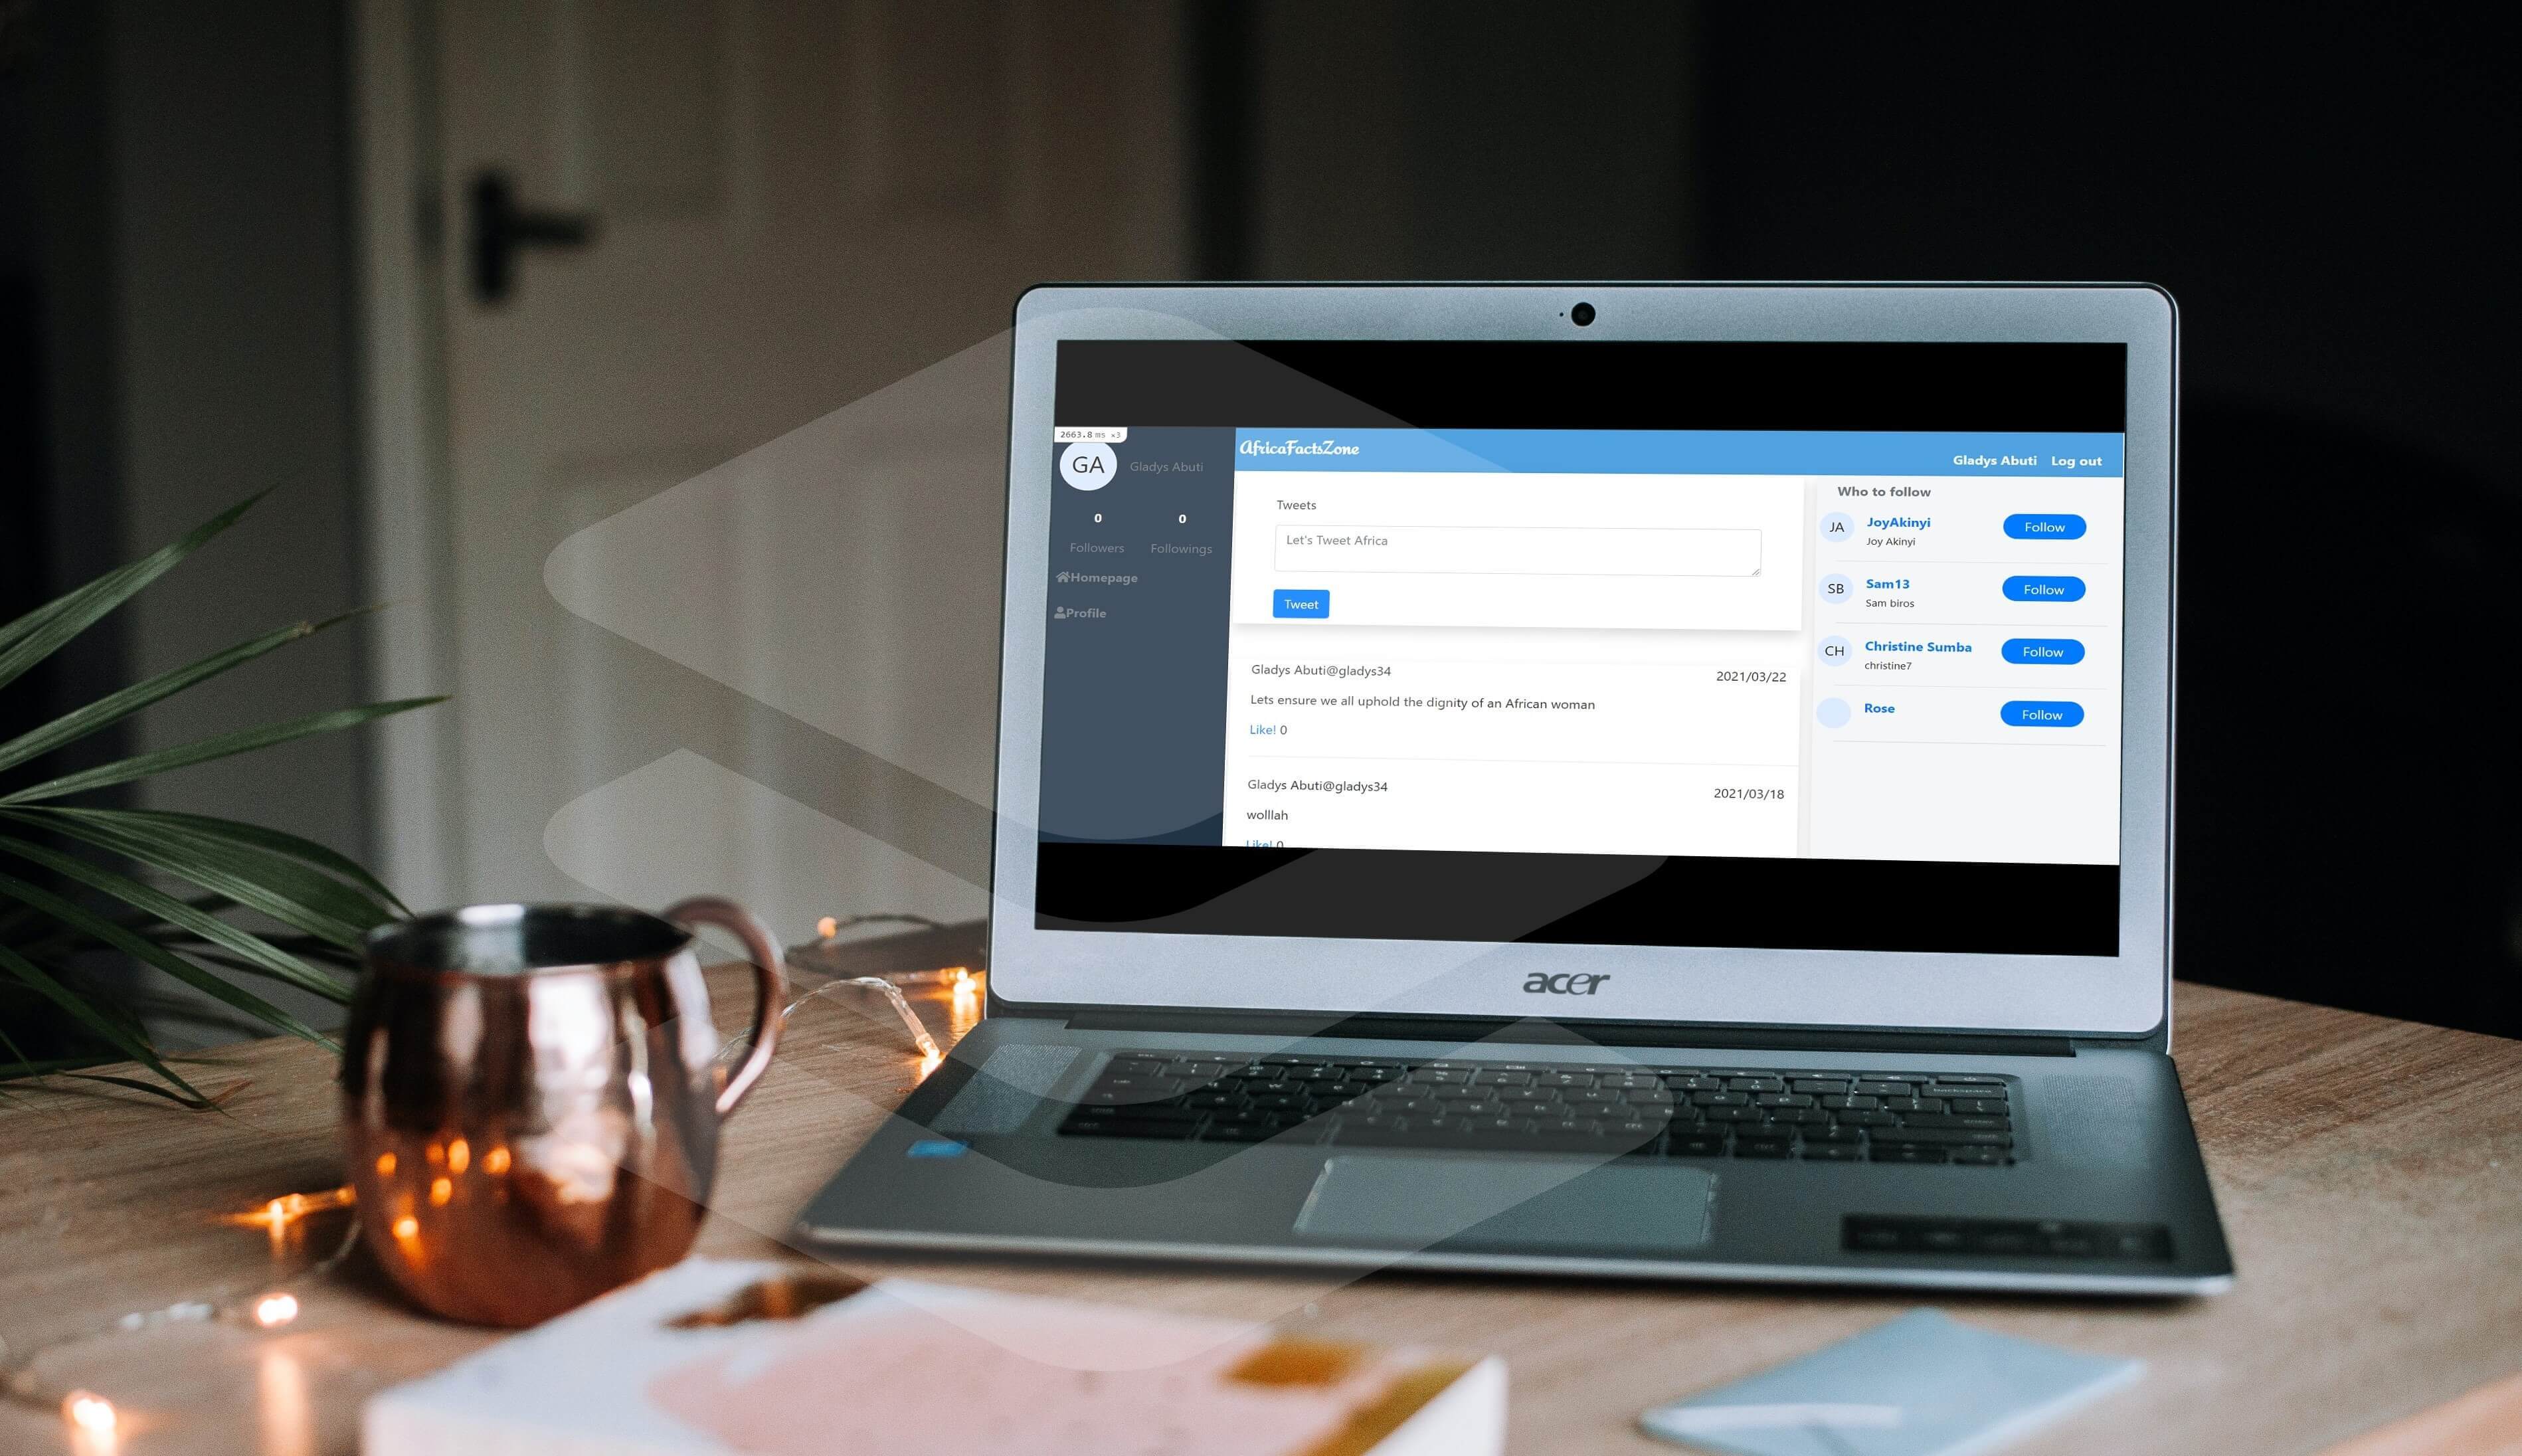 2663.8 ms ×3
GA
Gladys Abuti
0
0
Followers
Followings
Homepage
Profile
AfricaFactsZone
Gladys Abuti
Log out
Tweets
Let's Tweet Africa
Tweet
Gladys Abuti@gladys34
2021/03/22
Lets ensure we all uphold the dignity of an African woman
Like! 0
Gladys Abuti@gladys34
2021/03/18
wolllah
Like! 0
Who to follow
JA
JoyAkinyi
Joy Akinyi
Follow
SB
Sam13
Sam biros
Follow
CH
Christine Sumba
christine7
Follow
Rose
Follow
acer